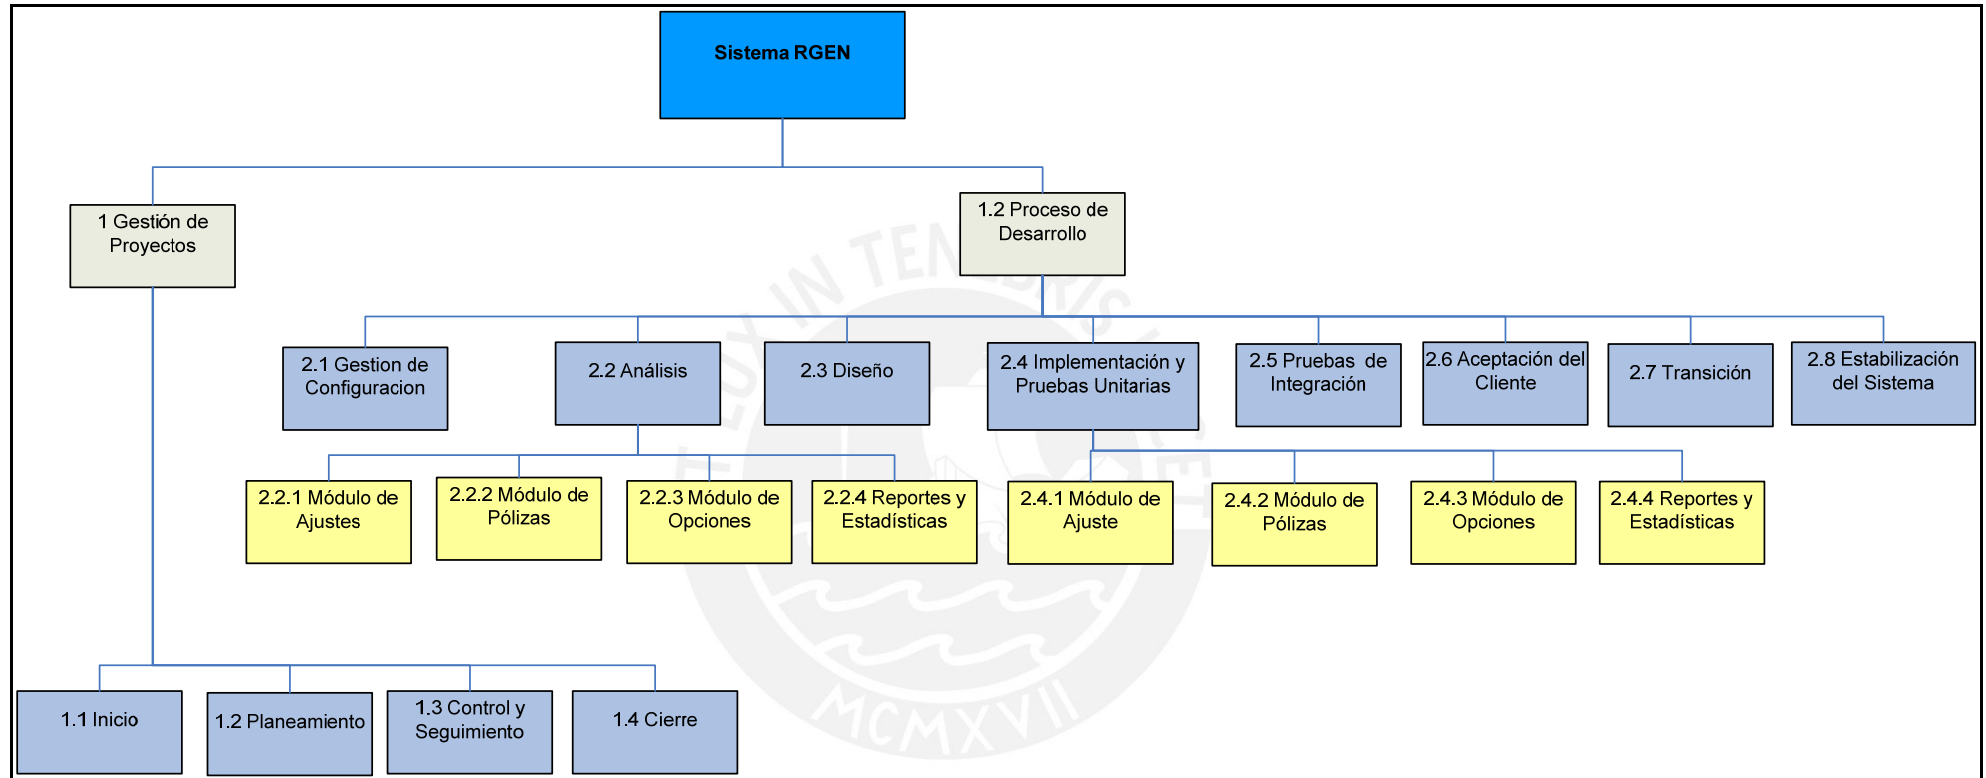 Sistema RGEN
1 Gestión de
Proyectos
1.2 Proceso de
Desarrollo
2.1 Gestion de
Configuracion
2.2 Análisis
2.3 Diseño
2.4 Implementación y
Pruebas Unitarias
2.5 Pruebas de
Integración
2.6 Aceptación del
Cliente
2.7 Transición
2.8 Estabilización
del Sistema
2.2.1 Módulo de
Ajustes
2.2.2 Módulo de
Pólizas
2.2.3 Módulo de
Opciones
2.2.4 Reportes y
Estadísticas
2.4.1 Módulo de
Ajuste
2.4.2 Módulo de
Pólizas
2.4.3 Módulo de
Opciones
2.4.4 Reportes y
Estadísticas
1.1 Inicio
1.2 Planeamiento
1.3 Control y
Seguimiento
1.4 Cierre
MCMXVII